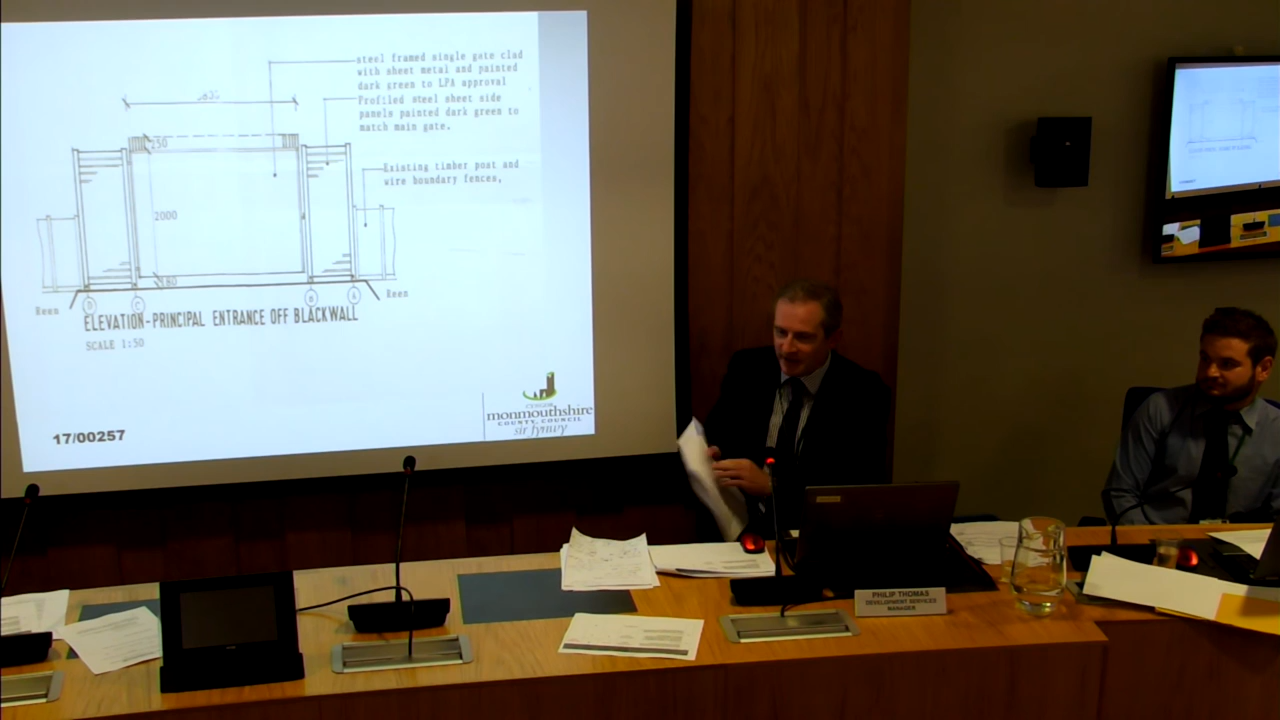 steel framed single gate clad
with sheet metal and painted
dark green to LPA approval
Profiled steel sheet side
panels painted dark green to
match main gate.
250
Existing timber post and
wire boundary fences,
2000
180
Reen
Reen
D
C
B
A
ELEVATION-PRINCIPAL ENTRANCE OFF BLACKWALL
SCALE 1:50
monmouthshire
COUNTY COUNCIL
sir fynwy
17/00257
PHILIP THOMAS
DEVELOPMENT SERVICES
MANAGER